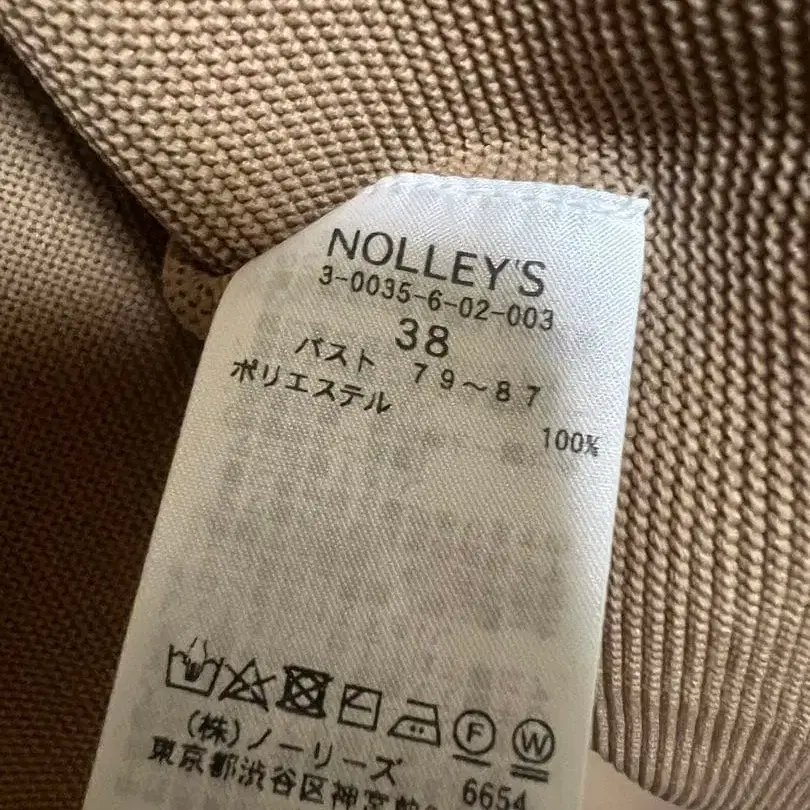 NOLLEY'S
3-0035-6-02-003
38
バスト 79~87
ポリエステル 100%
F W
(株)ノーリーズ
東京都渋谷区神宮前
6654